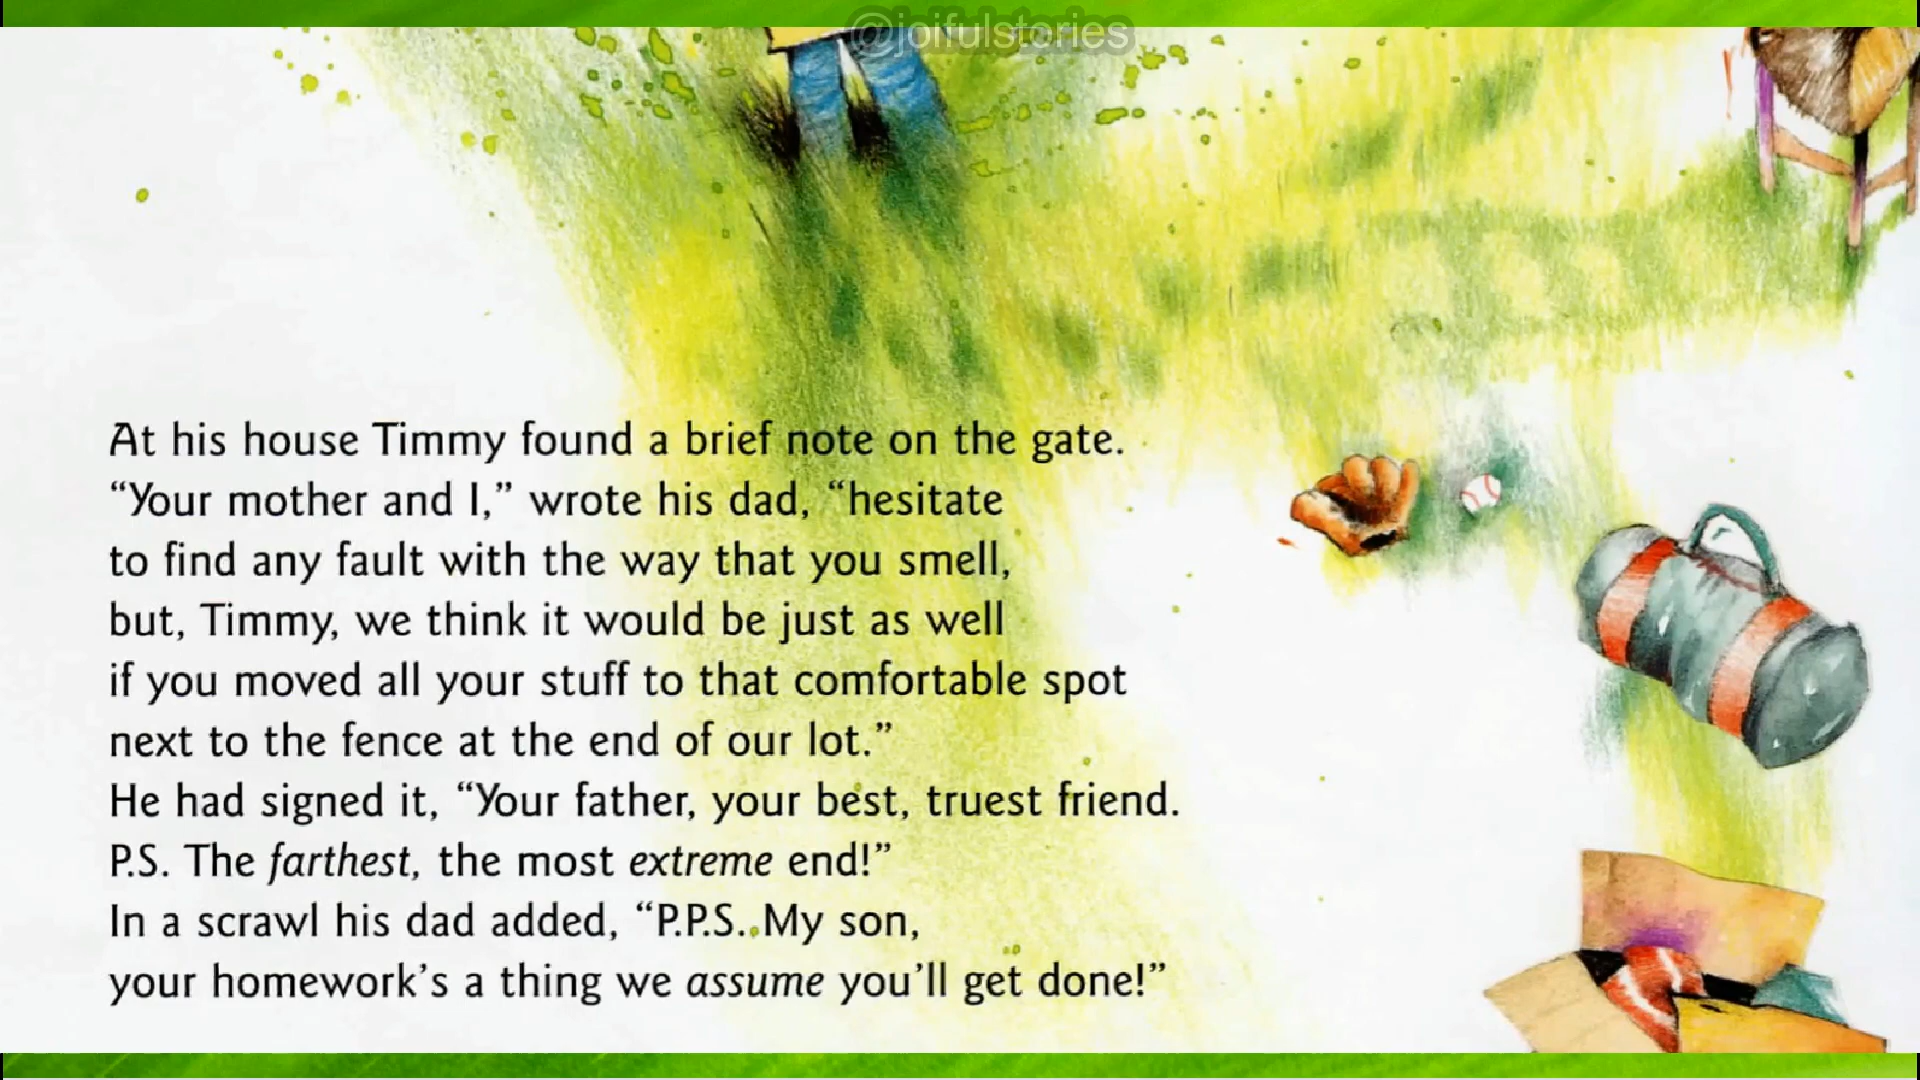 @joifulstories
At his house Timmy found a brief note on the gate.
“Your mother and I,” wrote his dad, “hesitate
to find any fault with the way that you smell,
but, Timmy, we think it would be just as well
if you moved all your stuff to that comfortable spot
next to the fence at the end of our lot.”
He had signed it, “Your father, your best, truest friend.
P.S. The farthest, the most extreme end!”
In a scrawl his dad added, “P.P.S. My son,
your homework’s a thing we assume you’ll get done!”